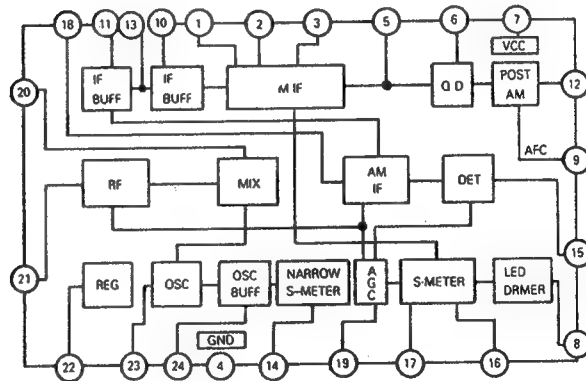 18 11 13 10 1 2 3 5 6 7
VCC
IF BUFF
IF BUFF
M IF
Q D
POST AM
12
20
AFC
9
RF
MIX
AM IF
DET
15
21
REG
OSC
OSC BUFF
NARROW S-METER
AGC
S-METER
LED DRMER
GND
8
22 23 24 4 14 19 17 16